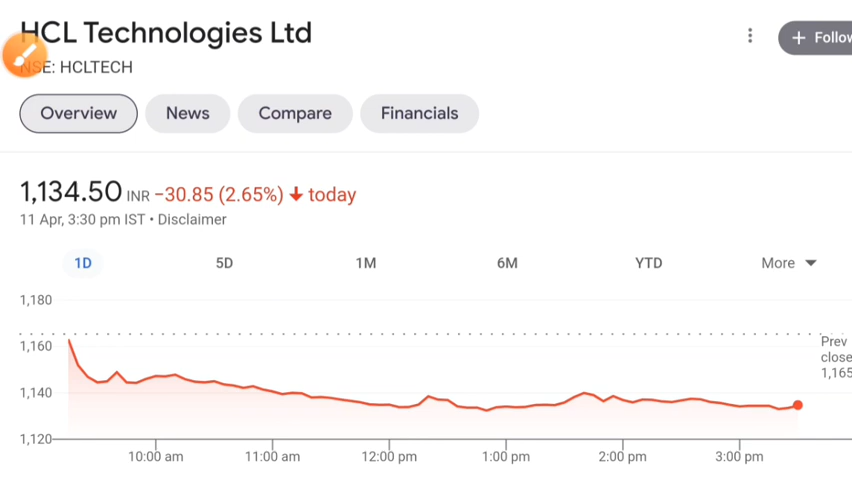 HCL Technologies Ltd
NSE: HCLTECH
+ Follow
Overview News Compare Financials
1,134.50 INR −30.85 (2.65%) ↓ today
11 Apr, 3:30 pm IST • Disclaimer
1D 5D 1M 6M YTD More
1,180
1,160
1,140
1,120
Prev
close
1,165
10:00 am 11:00 am 12:00 pm 1:00 pm 2:00 pm 3:00 pm